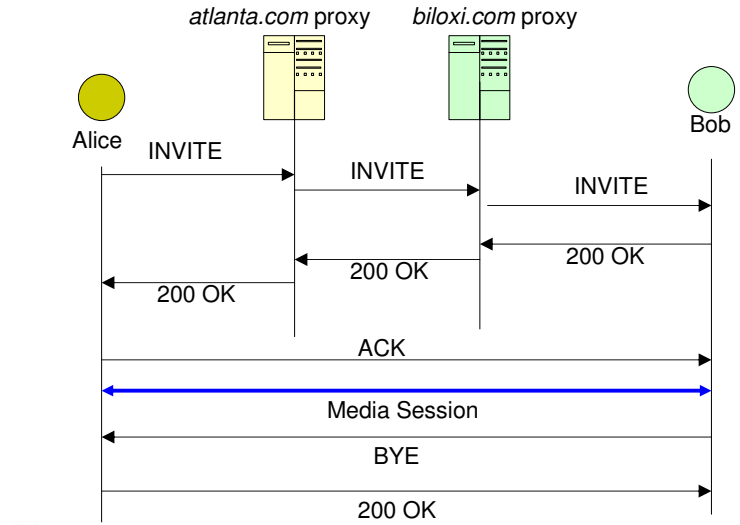 atlanta.com proxy
biloxi.com proxy
Alice
Bob
INVITE
INVITE
INVITE
200 OK
200 OK
200 OK
ACK
Media Session
BYE
200 OK